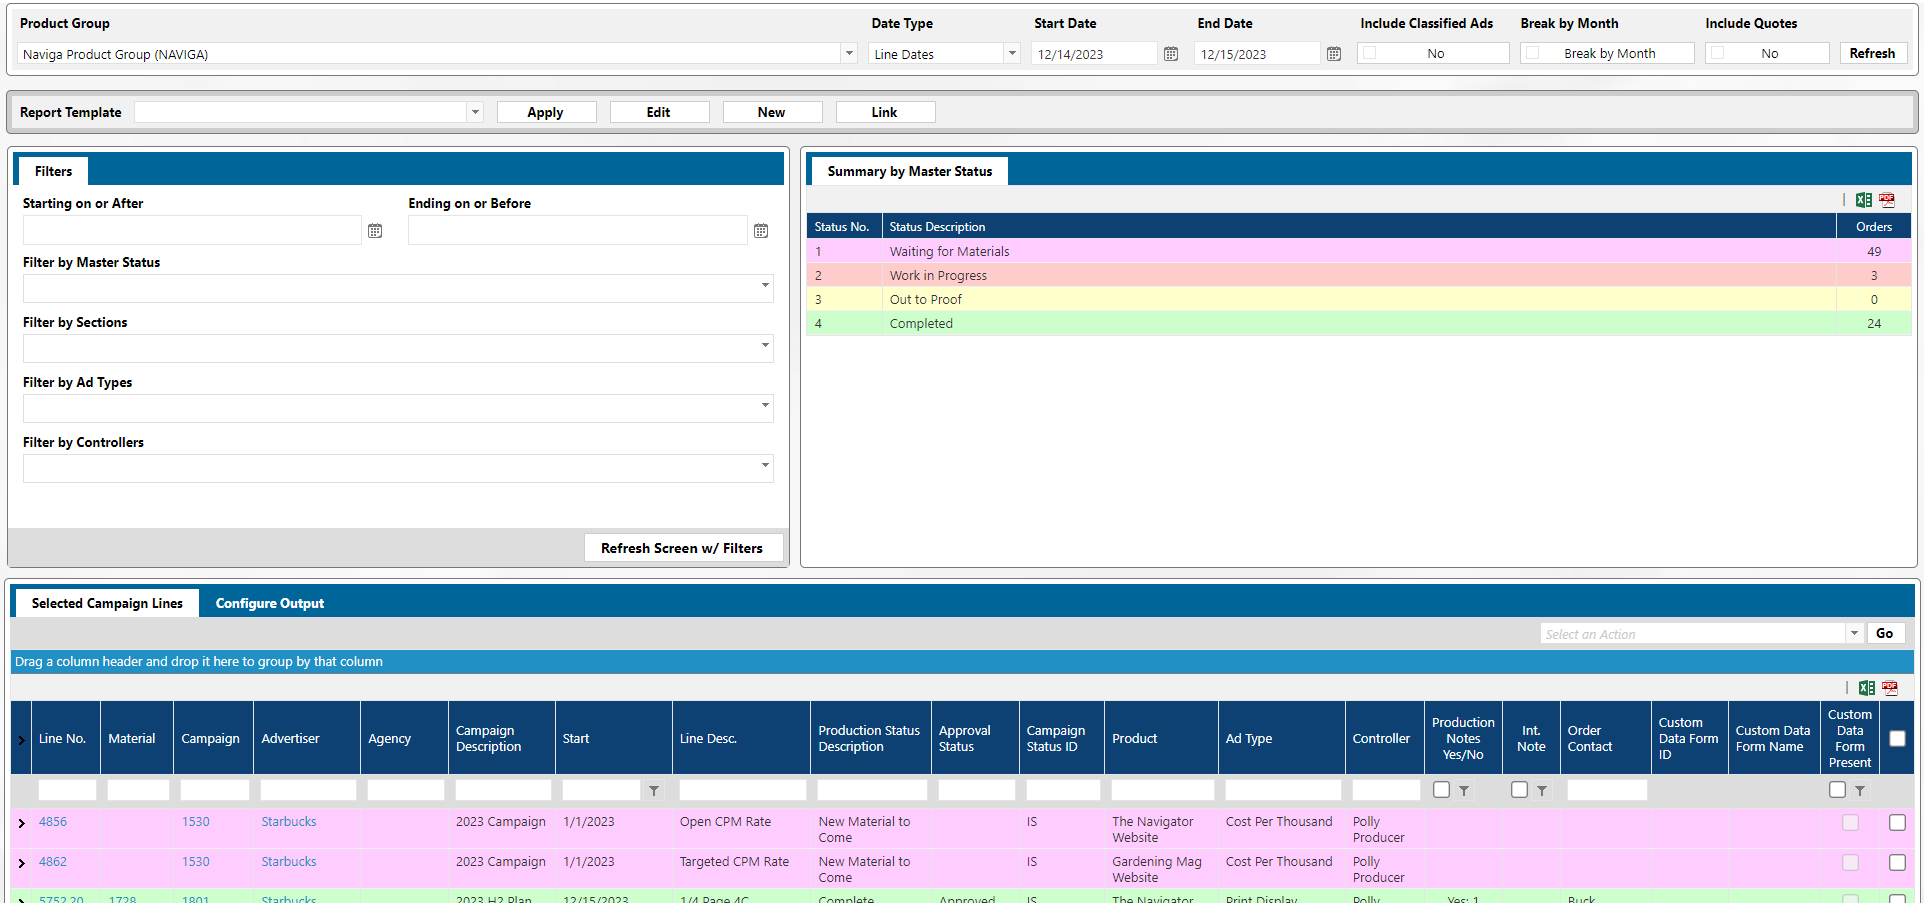 Product Group
Date Type
Start Date
End Date
Include Classified Ads
Break by Month
Include Quotes
Naviga Product Group (NAVIGA)
Line Dates
12/14/2023
12/15/2023
No
Break by Month
No
Refresh
Report Template
Apply
Edit
New
Link
Filters
Starting on or After
Ending on or Before
Filter by Master Status
Filter by Sections
Filter by Ad Types
Filter by Controllers
Refresh Screen w/ Filters
Summary by Master Status
Status No. Status Description Orders
1 Waiting for Materials 49
2 Work in Progress 3
3 Out to Proof 0
4 Completed 24
Selected Campaign Lines
Configure Output
Select an Action
Go
Drag a column header and drop it here to group by that column
Line No.
Material
Campaign
Advertiser
Agency
Campaign
Description
Start
Line Desc.
Production Status
Description
Approval
Status
Campaign
Status ID
Product
Ad Type
Controller
Production
Notes
Yes/No
Int.
Note
Order
Contact
Custom
Data Form
ID
Custom Data
Form Name
Custom
Data
Form
Present
4856
1530
Starbucks
2023 Campaign
1/1/2023
Open CPM Rate
New Material to
Come
IS
The Navigator
Website
Cost Per Thousand
Polly
Producer
4862
1530
Starbucks
2023 Campaign
1/1/2023
Targeted CPM Rate
New Material to
Come
IS
Gardening Mag
Website
Cost Per Thousand
Polly
Producer
5752.20
1728
1801
Starbucks
2023 H2 Plan
12/15/2023
1/4 Page 4C
Complete
Approved
IS
The Navigator
Print Display
Polly
Yes: 1
Buck